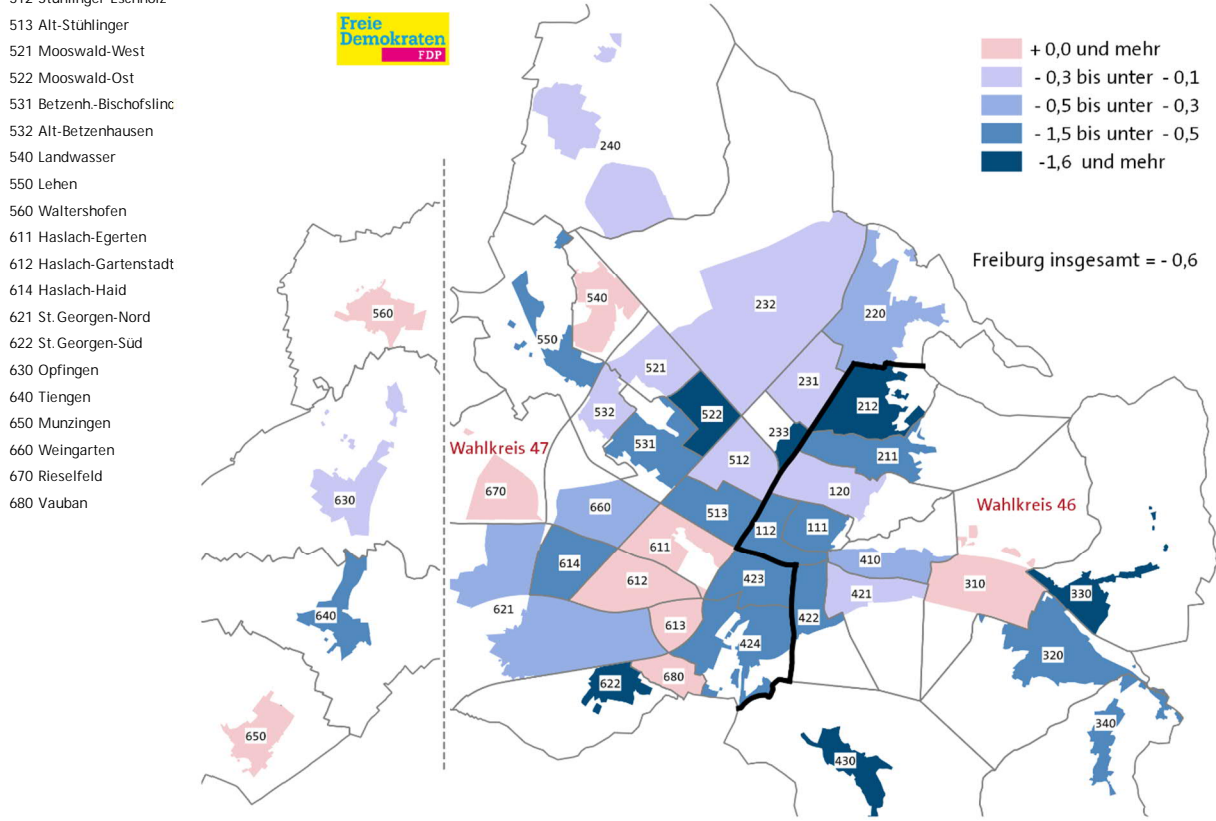 513 Alt-Stühlinger
521 Mooswald-West
522 Mooswald-Ost
531 Betzenh.-Bischofslinc
532 Alt-Betzenhausen
540 Landwasser
550 Lehen
560 Waltershofen
611 Haslach-Egerten
612 Haslach-Gartenstadt
614 Haslach-Haid
621 St. Georgen-Nord
622 St. Georgen-Süd
630 Opfingen
640 Tiengen
650 Munzingen
660 Weingarten
670 Rieselfeld
680 Vauban
Freie
Demokraten
FDP
+ 0,0 und mehr
- 0,3 bis unter - 0,1
- 0,5 bis unter - 0,3
- 1,5 bis unter - 0,5
-1,6 und mehr
Freiburg insgesamt = - 0,6
240
540
232
220
560
550
521
231
532
212
522
233
531
211
Wahlkreis 47
512
670
120
630
Wahlkreis 46
660
513
112
111
611
614
410
612
423
310
421
330
621
640
422
613
424
320
680
622
340
650
430